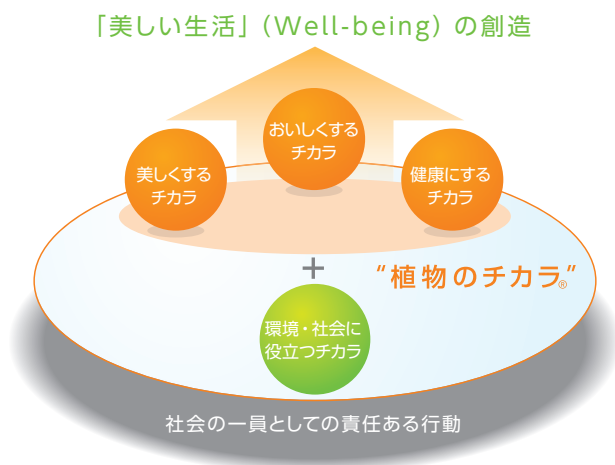 「美しい生活」(Well-being) の創造
おいしくする
チカラ
美しくする
チカラ
健康にする
チカラ
+
“植物のチカラ®”
環境・社会に
役立つチカラ
社会の一員としての責任ある行動